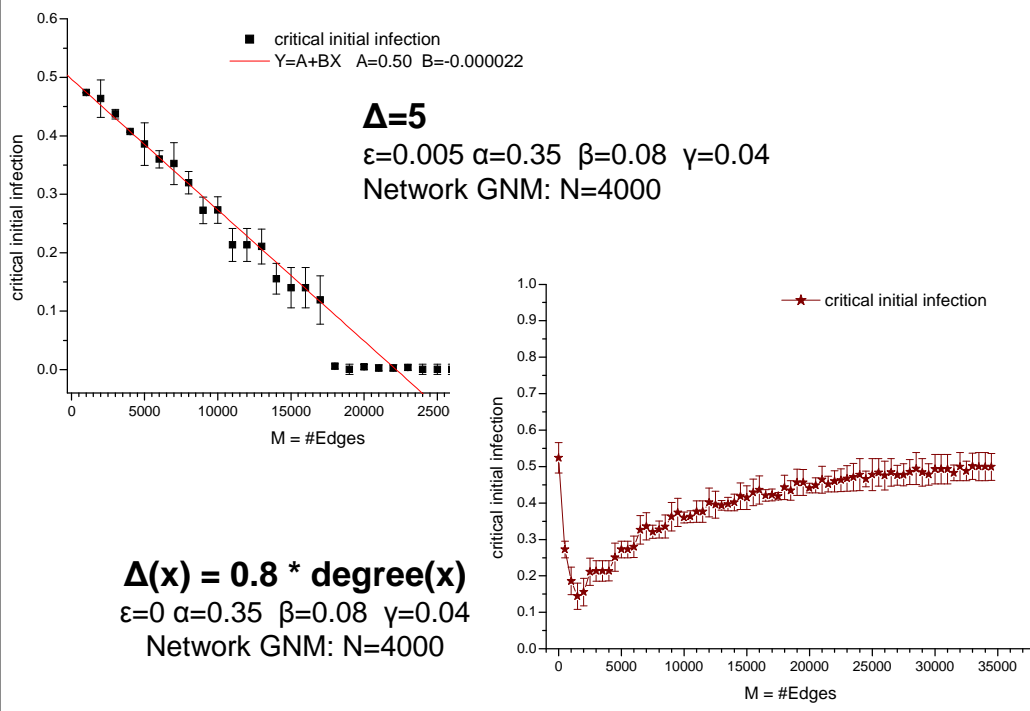 critical initial infection
Y=A+BX A=0.50 B=-0.000022
Δ=5
ε=0.005 α=0.35 β=0.08 γ=0.04
Network GNM: N=4000
critical initial infection
0.6
0.5
0.4
0.3
0.2
0.1
0.0
0 5000 10000 15000 20000 2500
M = #Edges
critical initial infection
critical initial infection
1.0
0.9
0.8
0.7
0.6
0.5
0.4
0.3
0.2
0.1
0.0
0 5000 10000 15000 20000 25000 30000 35000
M = #Edges
Δ(x) = 0.8 * degree(x)
ε=0 α=0.35 β=0.08 γ=0.04
Network GNM: N=4000